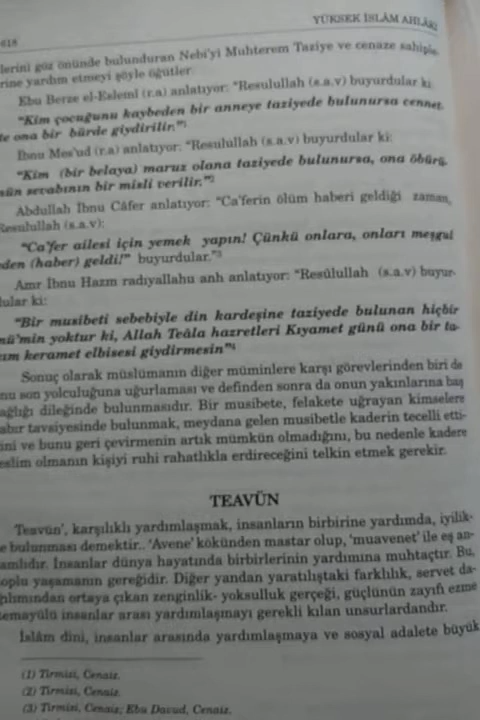 618
YÜKSEK İSLÂM AHLÂKI
lerini göz önünde bulunduran Nebi'yi Muhterem Taziye ve cenaze sahiple-
rine yardım etmeyi şöyle öğütler:
Ebu Berze el-Eslemî (r.a) anlatıyor: "Resulullah (s.a.v) buyurdular ki:
"Kim çocuğunu kaybeden bir anneye taziyede bulunursa cennet-
te ona bir bürde giydirilir."1
İbnu Mes'ud (r.a) anlatıyor: "Resulullah (s.a.v) buyurdular ki:
"Kim (bir belaya) maruz olana taziyede bulunursa, ona öbürü-
nün sevabının bir misli verilir."2
Abdullah İbnu Câfer anlatıyor: "Ca'ferin ölüm haberi geldiği zaman,
Resulullah (s.a.v):
"Ca'fer ailesi için yemek yapın! Çünkü onlara, onları meşgul
eden (haber) geldi!" buyurdular."3
Amr İbnu Hazm radıyallahu anh anlatıyor: "Resûlullah (s.a.v) buyur-
dular ki:
"Bir musibeti sebebiyle din kardeşine taziyede bulunan hiçbir
mü'min yoktur ki, Allah Teâla hazretleri Kıyamet günü ona bir ta-
kım keramet elbisesi giydirmesin"4
Sonuç olarak müslümanın diğer müminlere karşı görevlerinden biri de
onu son yolculuğuna uğurlaması ve definden sonra da onun yakınlarına baş
sağlığı dileğinde bulunmasıdır. Bir musibete, felakete uğrayan kimselere
sabır tavsiyesinde bulunmak, meydana gelen musibetle kaderin tecelli etti-
ğini ve bunu geri çevirmenin artık mümkün olmadığını, bu nedenle kadere
teslim olmanın kişiyi ruhi rahatlıkla erdireceğini telkin etmek gerekir.
TEAVÜN
Teavün', karşılıklı yardımlaşmak, insanların birbirine yardımda, iyilik-
te bulunması demektir.. 'Avene' kökünden mastar olup, 'muavenet' ile eş an-
lamlıdır. İnsanlar dünya hayatında birbirlerinin yardımına muhtaçtır. Bu,
toplu yaşamanın gereğidir. Diğer yandan yaratılıştaki farklılık, servet da-
ğılımından ortaya çıkan zenginlik- yoksulluk gerçeği, güçlünün zayıfı ezme
temayülü insanlar arası yardımlaşmayı gerekli kılan unsurlardandır.
İslâm dini, insanlar arasında yardımlaşmaya ve sosyal adalete büyük
(1) Tirmizi, Cenaiz.
(2) Tirmizi, Cenaiz.
(3) Tirmizi, Cenaiz; Ebu Davud, Cenaiz.